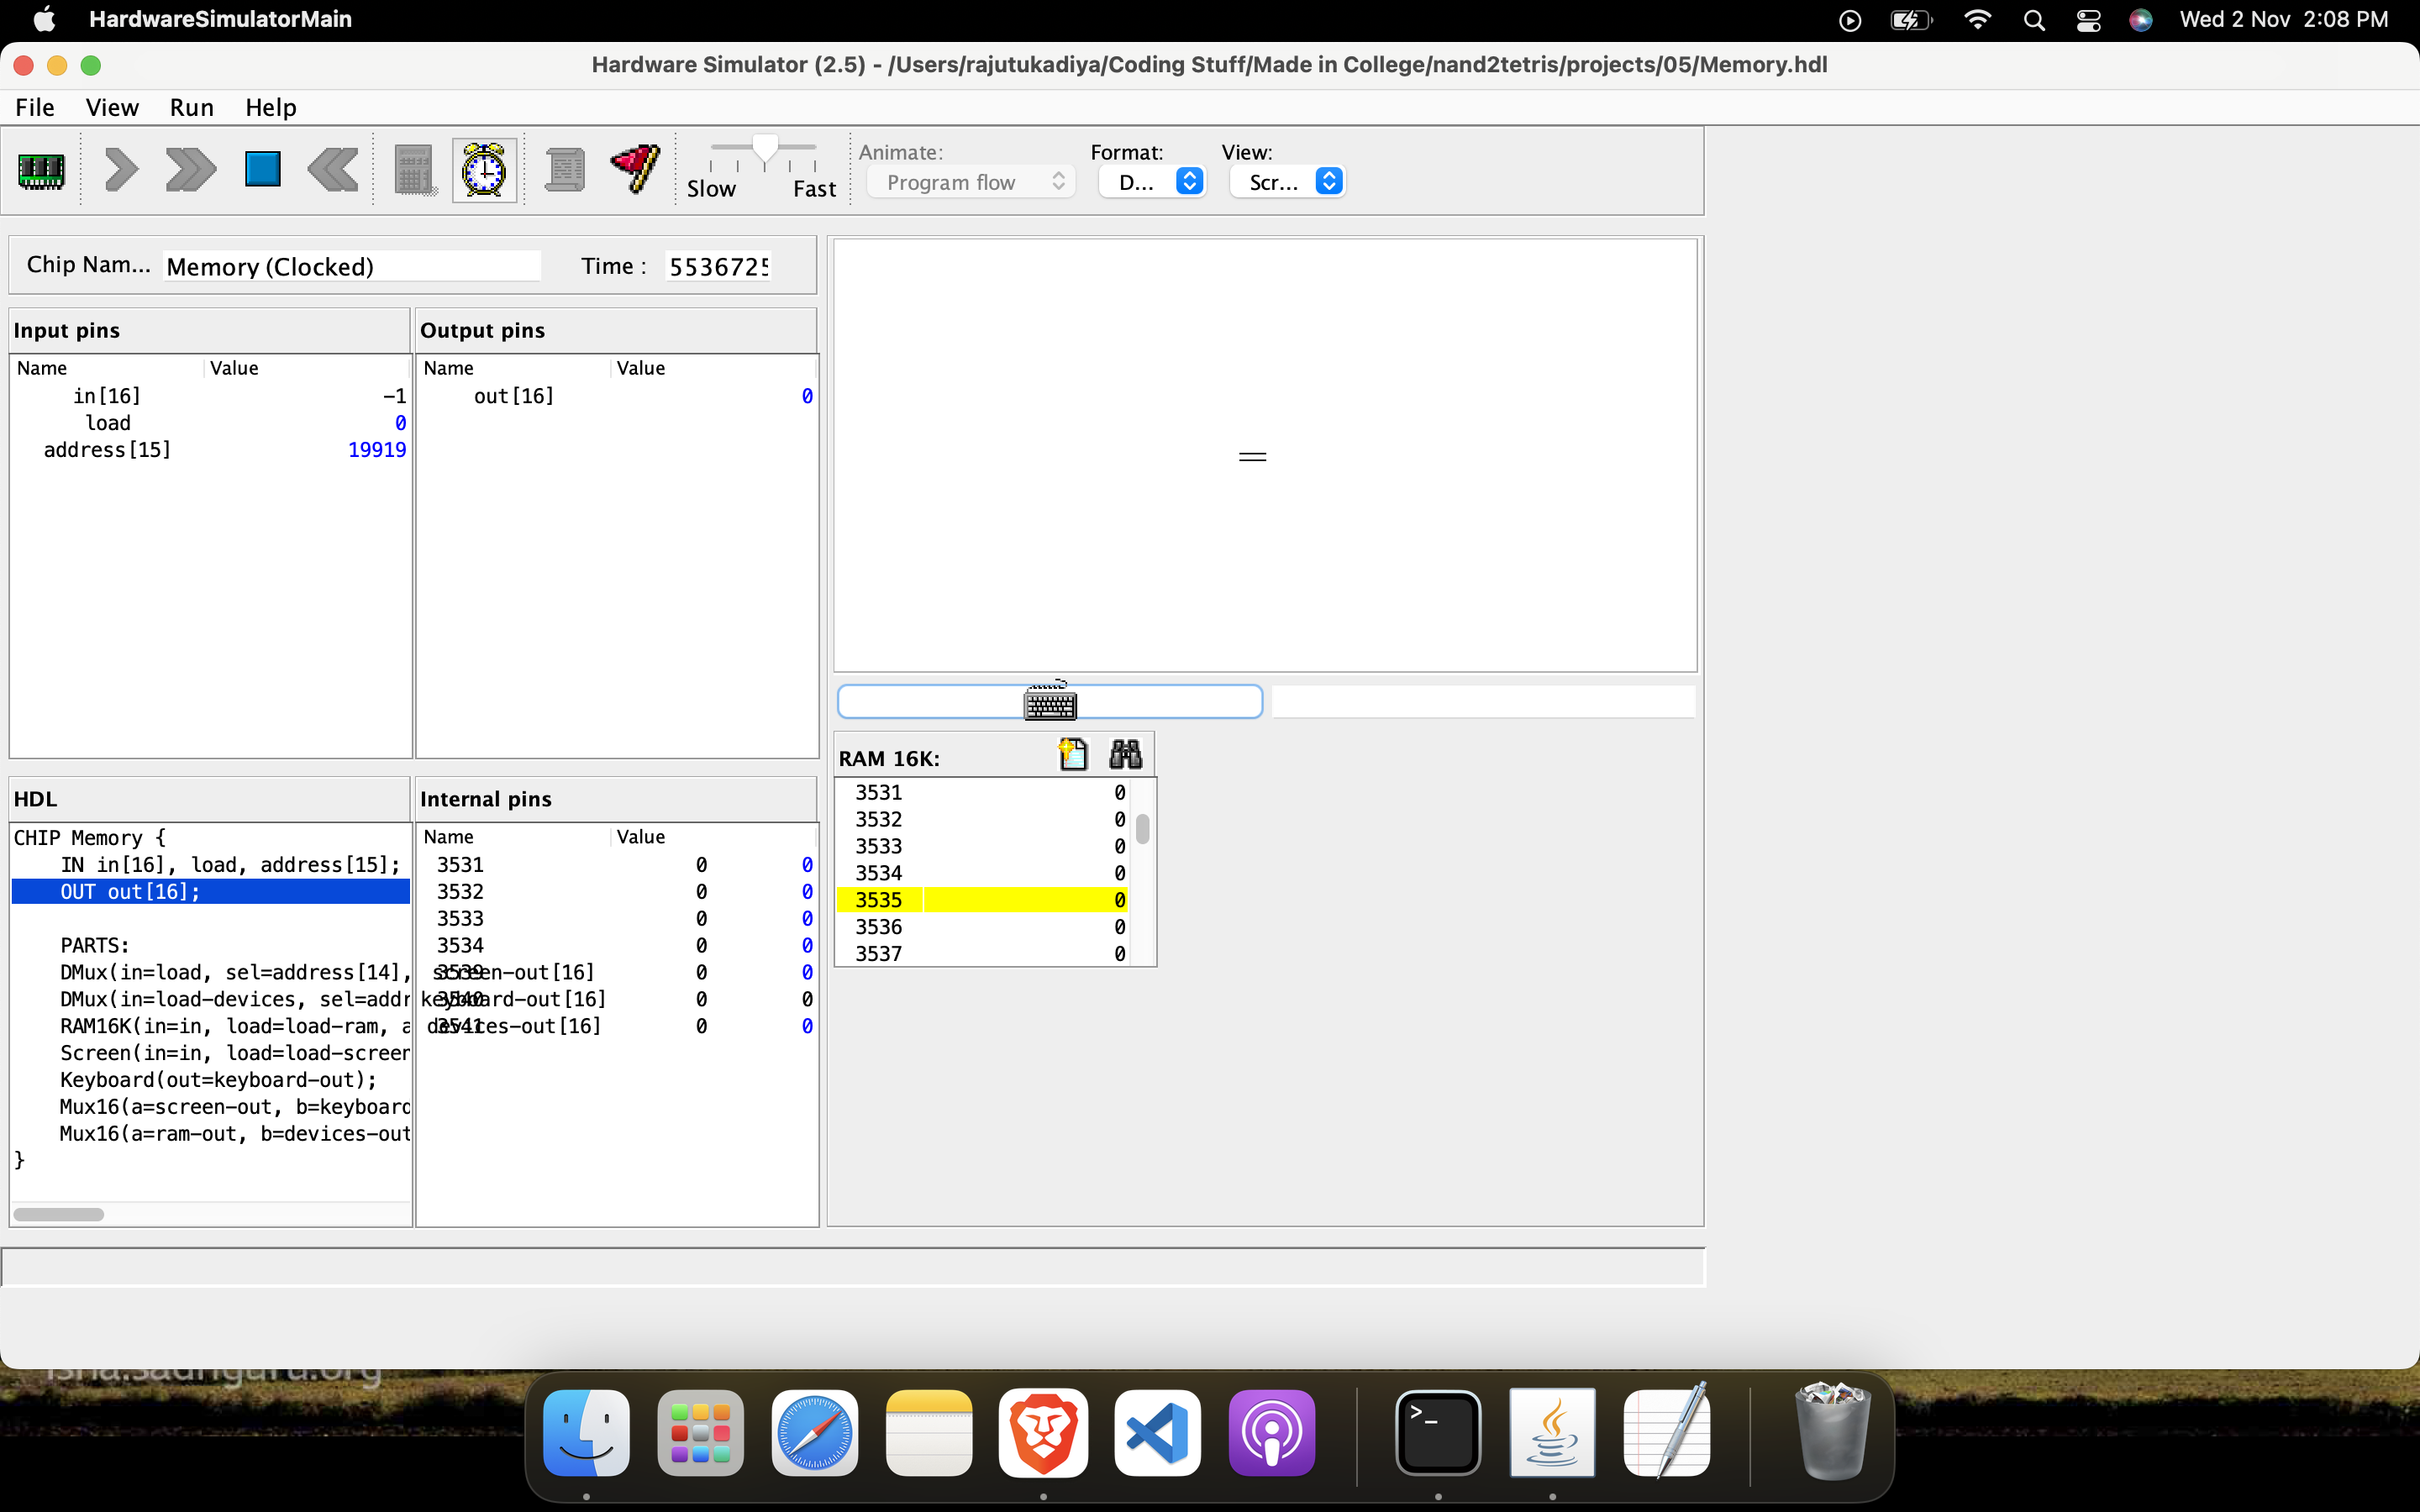 HardwareSimulatorMain
Wed 2 Nov 2:08 PM
Hardware Simulator (2.5) - /Users/rajutukadiya/Coding Stuff/Made in College/nand2tetris/projects/05/Memory.hdl
File View Run Help
Slow Fast
Animate: Format: View:
Program flow D... Scr...
Chip Nam... Memory (Clocked) Time : 5536725
Input pins
Name Value
in[16] -1
load 0
address[15] 19919
Output pins
Name Value
out[16] 0
RAM 16K:
3531 0
3532 0
3533 0
3534 0
3535 0
3536 0
3537 0
HDL
CHIP Memory {
IN in[16], load, address[15];
OUT out[16];
PARTS:
DMux(in=load, sel=address[14],
DMux(in=load-devices, sel=addr
RAM16K(in=in, load=load-ram, a
Screen(in=in, load=load-screen
Keyboard(out=keyboard-out);
Mux16(a=screen-out, b=keyboard
Mux16(a=ram-out, b=devices-out
}
Internal pins
Name Value
3531 0 0
3532 0 0
3533 0 0
3534 0 0
screen-out[16] 0 0
keyboard-out[16] 0 0
devices-out[16] 0 0
isha.sadhguru.org